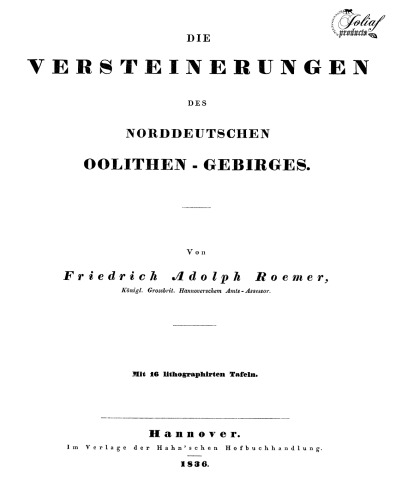 Joliaf
products
DIE
VERSTEINERUNGEN
DES
NORDDEUTSCHEN
OOLITHEN - GEBIRGES.
Von
Friedrich Adolph Roemer,
Königl. Grossbrit. Hannoverschem Amts-Assessor.
Mit 16 lithographirten Tafeln.
Hannover.
Im Verlage der Hahn'schen Hofbuchhandlung.
1836.